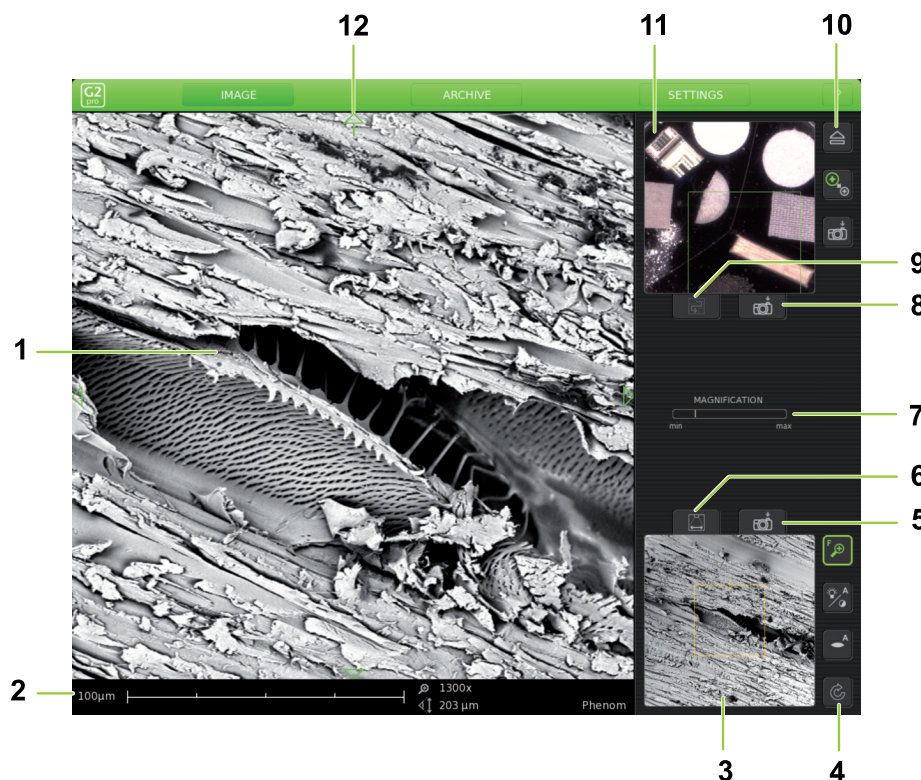 12 11 10
G2
pro
IMAGE ARCHIVE SETTINGS ?
9
8
1
MAGNIFICATION
min max
7
6
5
F
A
A
2
100µm
1300x
203 µm
Phenom
3 4